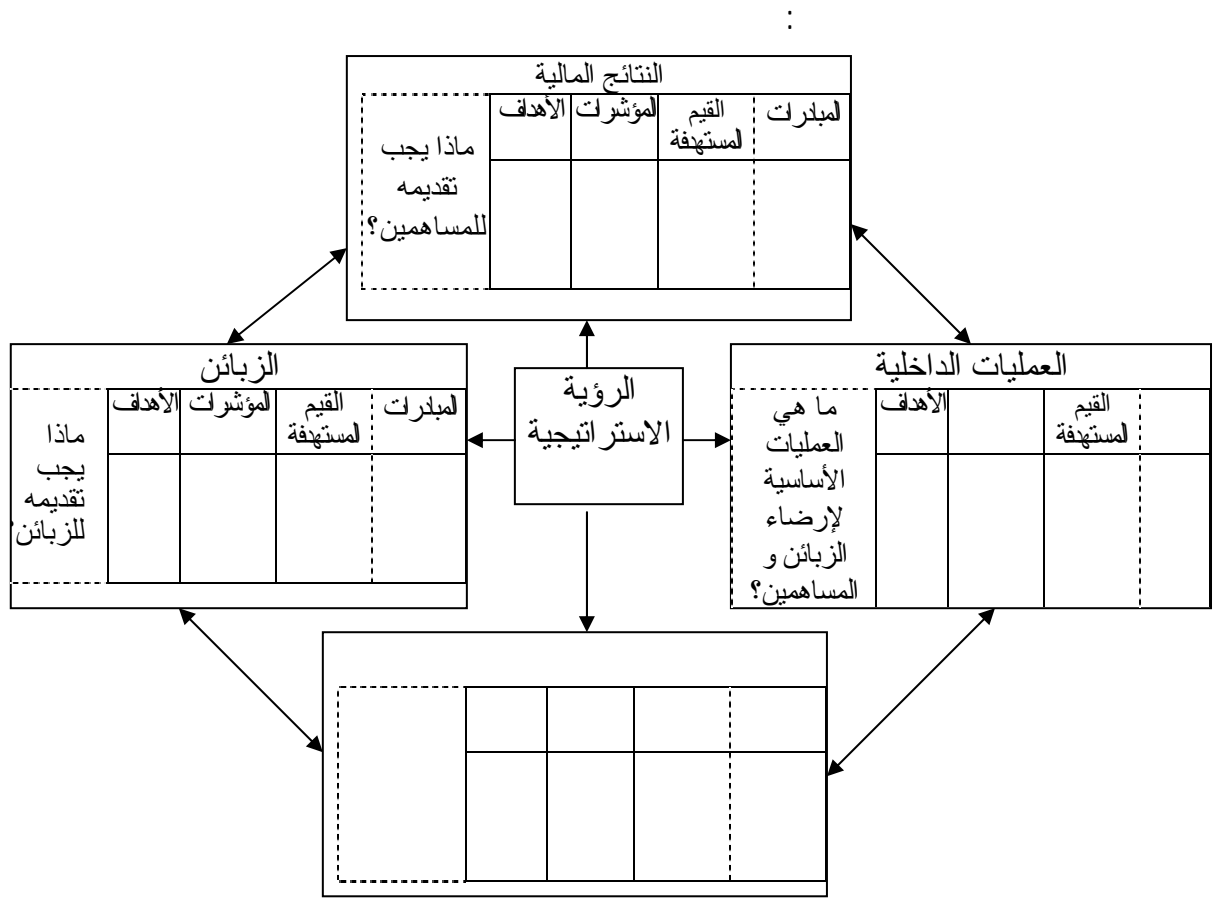 :
النتائج المالية
ماذا يجب
تقديمه
للمساهمين؟
الأهداف
المؤشرات
القيم
المستهدفة
المبادرات
الزبائن
ماذا
يجب
تقديمه
للزبائن؟
الأهداف
المؤشرات
القيم
المستهدفة
المبادرات
الرؤية
الاستراتيجية
العمليات الداخلية
ما هي
العمليات
الأساسية
لإرضاء
الزبائن و
المساهمين؟
الأهداف
القيم
المستهدفة